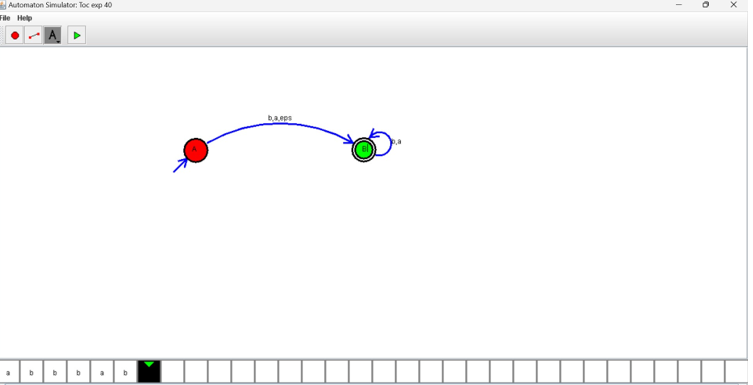 Automaton Simulator: Toc exp 40
File Help
A
b,a,eps
A
B
b,a
a b b b a b